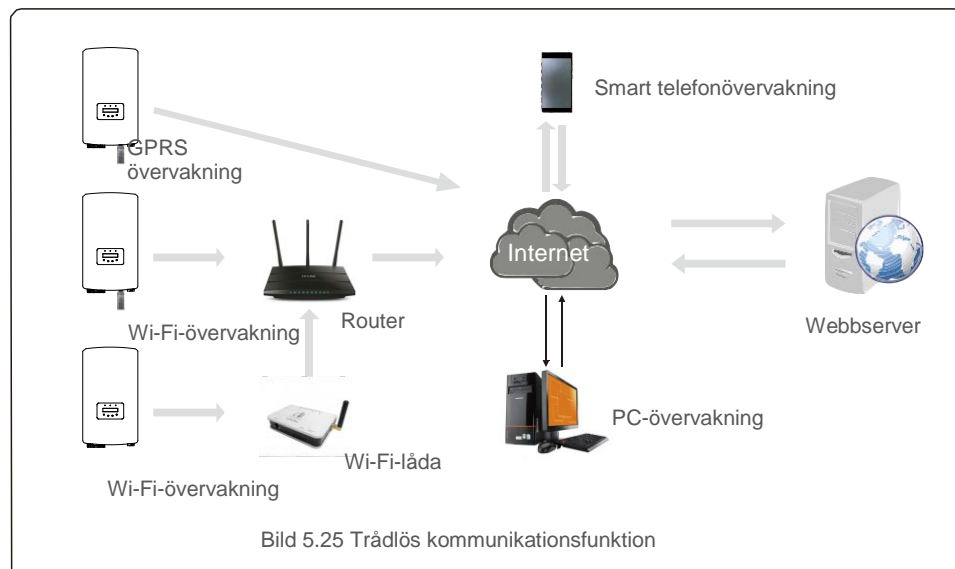 Smart telefonövervakning
GPRS
övervakning
Internet
Router
Wi-Fi-övervakning
Webbserver
PC-övervakning
Wi-Fi-låda
Wi-Fi-övervakning
Bild 5.25 Trådlös kommunikationsfunktion